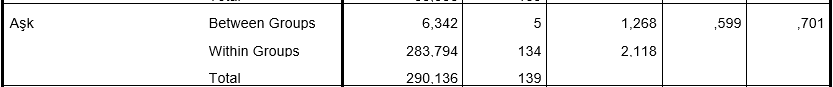 Aşk Between Groups 6,342 5 1,268 ,599 ,701
Within Groups 283,794 134 2,118
Total 290,136 139